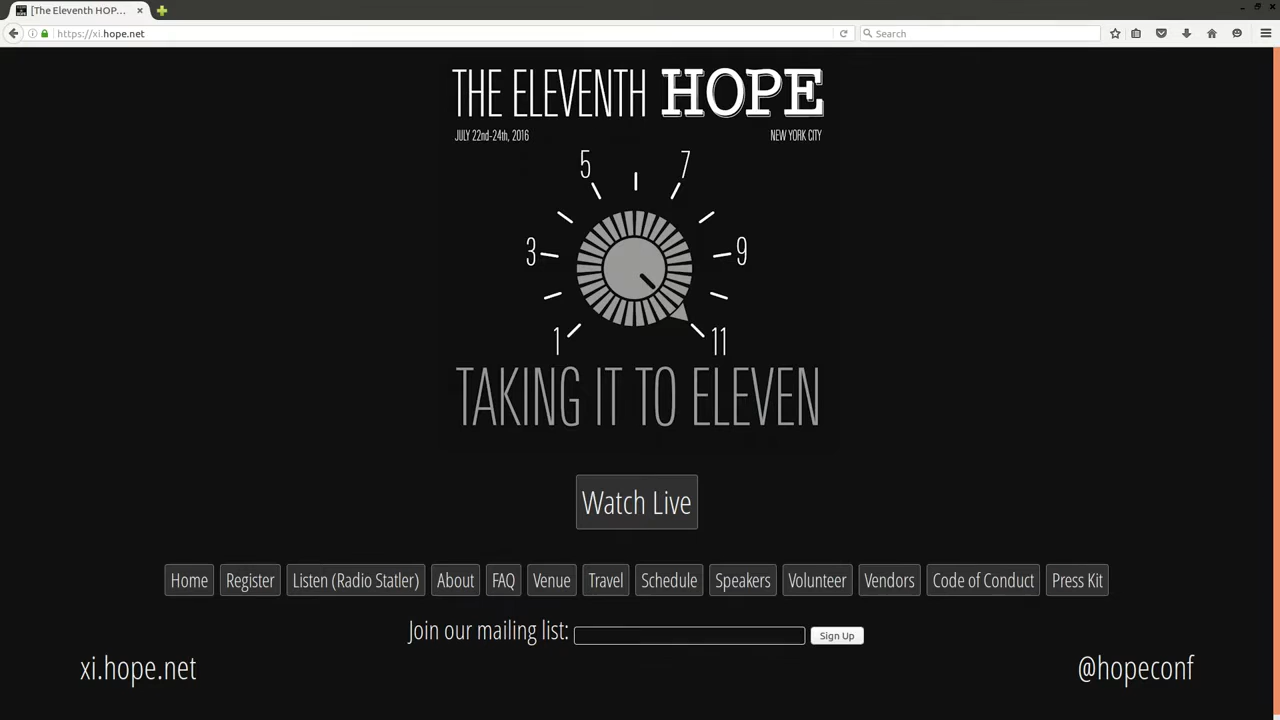 [The Eleventh HOP...
https://xi.hope.net
Search
THE ELEVENTH HOPE
JULY 22nd-24th, 2016 NEW YORK CITY
5 7
3 9
1 11
TAKING IT TO ELEVEN
Watch Live
Home Register Listen (Radio Statler) About FAQ Venue Travel Schedule Speakers Volunteer Vendors Code of Conduct Press Kit
Join our mailing list: Sign Up
xi.hope.net @hopeconf